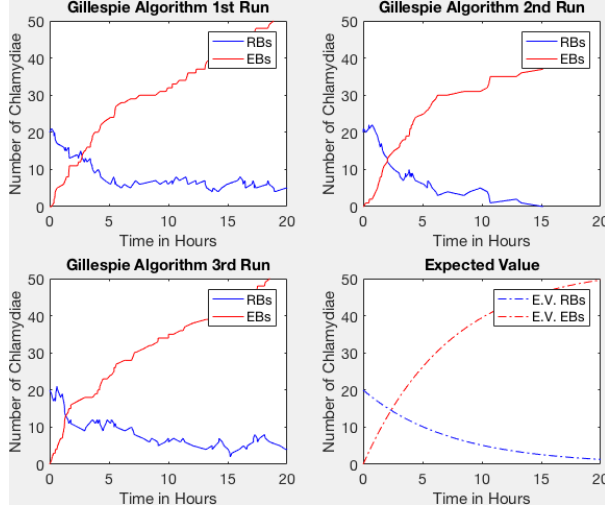 Gillespie Algorithm 1st Run
50
40
30
20
10
0
Number of Chlamydiae
RBs
EBs
0 5 10 15 20
Time in Hours
Gillespie Algorithm 2nd Run
50
40
30
20
10
0
Number of Chlamydiae
RBs
EBs
0 5 10 15 20
Time in Hours
Gillespie Algorithm 3rd Run
50
40
30
20
10
0
Number of Chlamydiae
RBs
EBs
0 5 10 15 20
Time in Hours
Expected Value
50
40
30
20
10
0
Number of Chlamydiae
E.V. RBs
E.V. EBs
0 5 10 15 20
Time in Hours